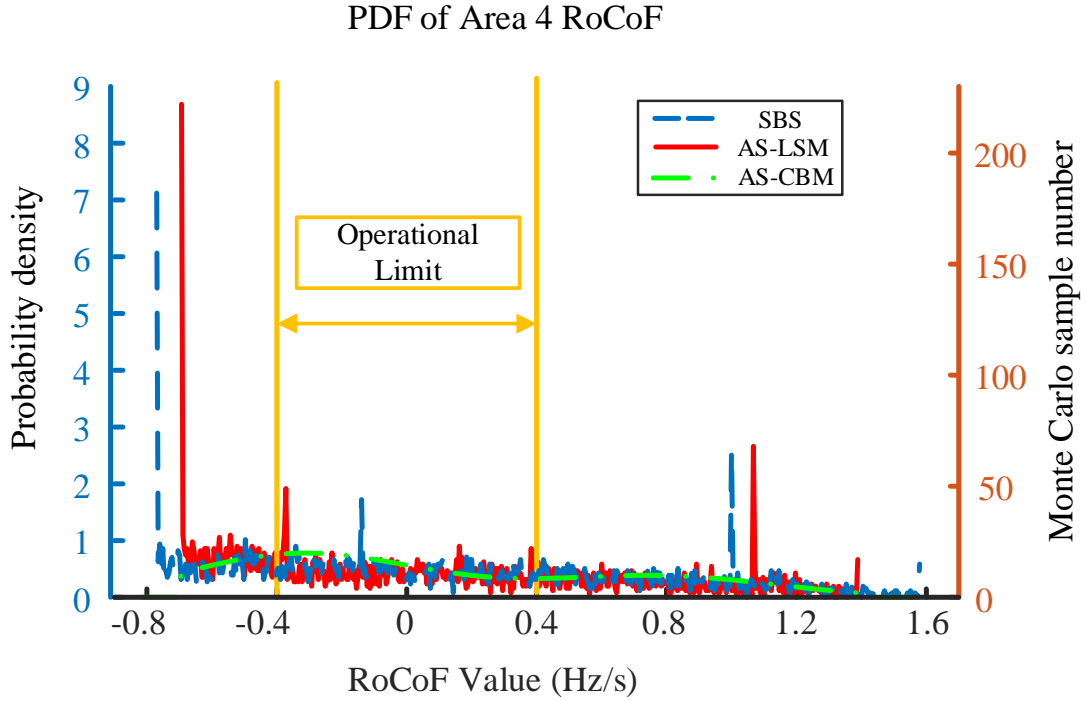 PDF of Area 4 RoCoF
9
8
7
6
5
4
3
2
1
0
Probability density
SBS
AS-LSM
AS-CBM
Operational
Limit
200
150
100
50
0
Monte Carlo sample number
-0.8
-0.4
0
0.4
0.8
1.2
1.6
RoCoF Value (Hz/s)